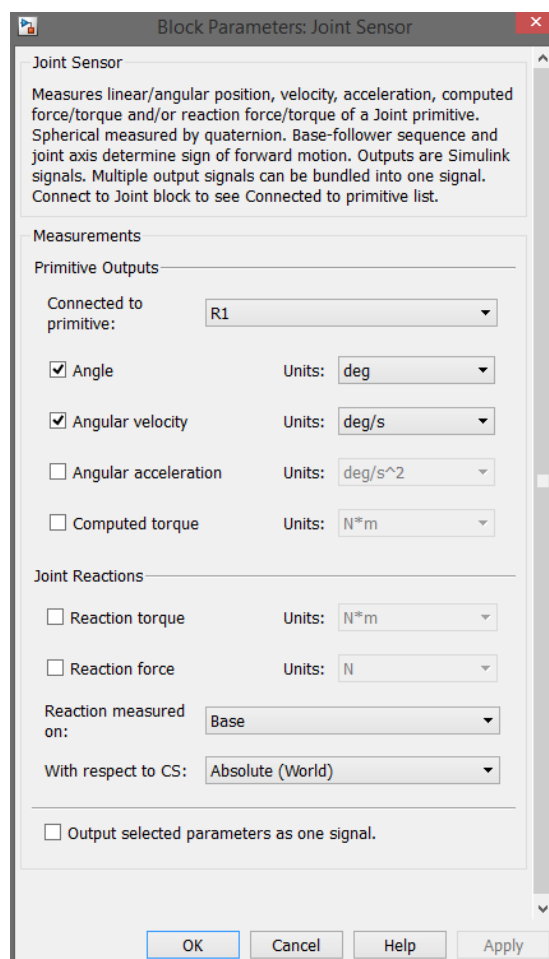 Block Parameters: Joint Sensor
Joint Sensor
Measures linear/angular position, velocity, acceleration, computed
force/torque and/or reaction force/torque of a Joint primitive.
Spherical measured by quaternion. Base-follower sequence and
joint axis determine sign of forward motion. Outputs are Simulink
signals. Multiple output signals can be bundled into one signal.
Connect to Joint block to see Connected to primitive list.
Measurements
Primitive Outputs
Connected to
primitive:
R1
Angle Units: deg
Angular velocity Units: deg/s
Angular acceleration Units: deg/s^2
Computed torque Units: N*m
Joint Reactions
Reaction torque Units: N*m
Reaction force Units: N
Reaction measured
on:
Base
With respect to CS: Absolute (World)
Output selected parameters as one signal.
OK Cancel Help Apply